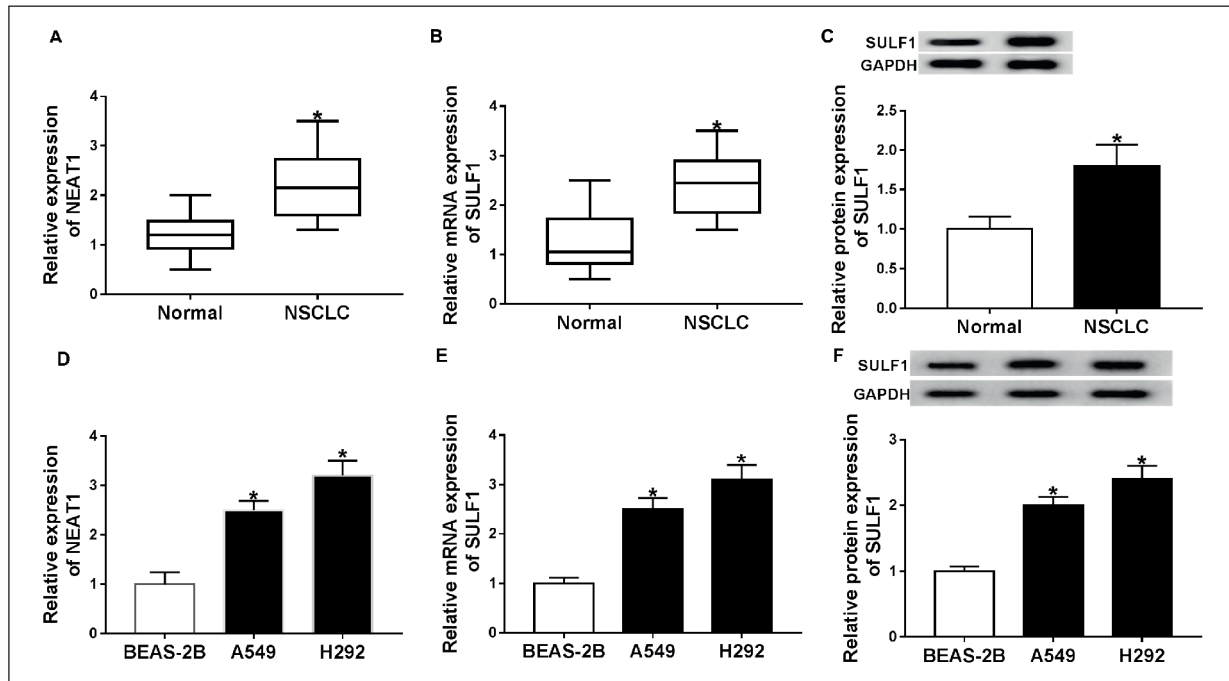 A
Relative expression
of NEAT1
4
3
2
1
0
*
Normal
NSCLC
B
Relative mRNA expression
of SULF1
4
3
2
1
0
*
Normal
NSCLC
C
SULF1
GAPDH
Relative protein expression
of SULF1
2.5
2.0
1.5
1.0
0.5
0.0
*
Normal
NSCLC
D
Relative expression
of NEAT1
4
3
2
1
0
*
*
BEAS-2B
A549
H292
E
Relative mRNA expression
of SULF1
4
3
2
1
0
*
*
BEAS-2B
A549
H292
F
SULF1
GAPDH
Relative protein expression
of SULF1
3
2
1
0
*
*
BEAS-2B
A549
H292